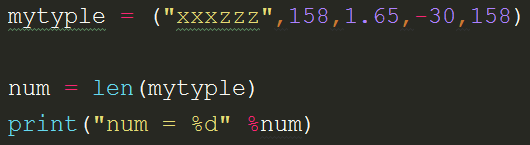 mytyple = ("xxxzzz",158,1.65,-30,158)
num = len(mytyple)
print("num = %d" %num)